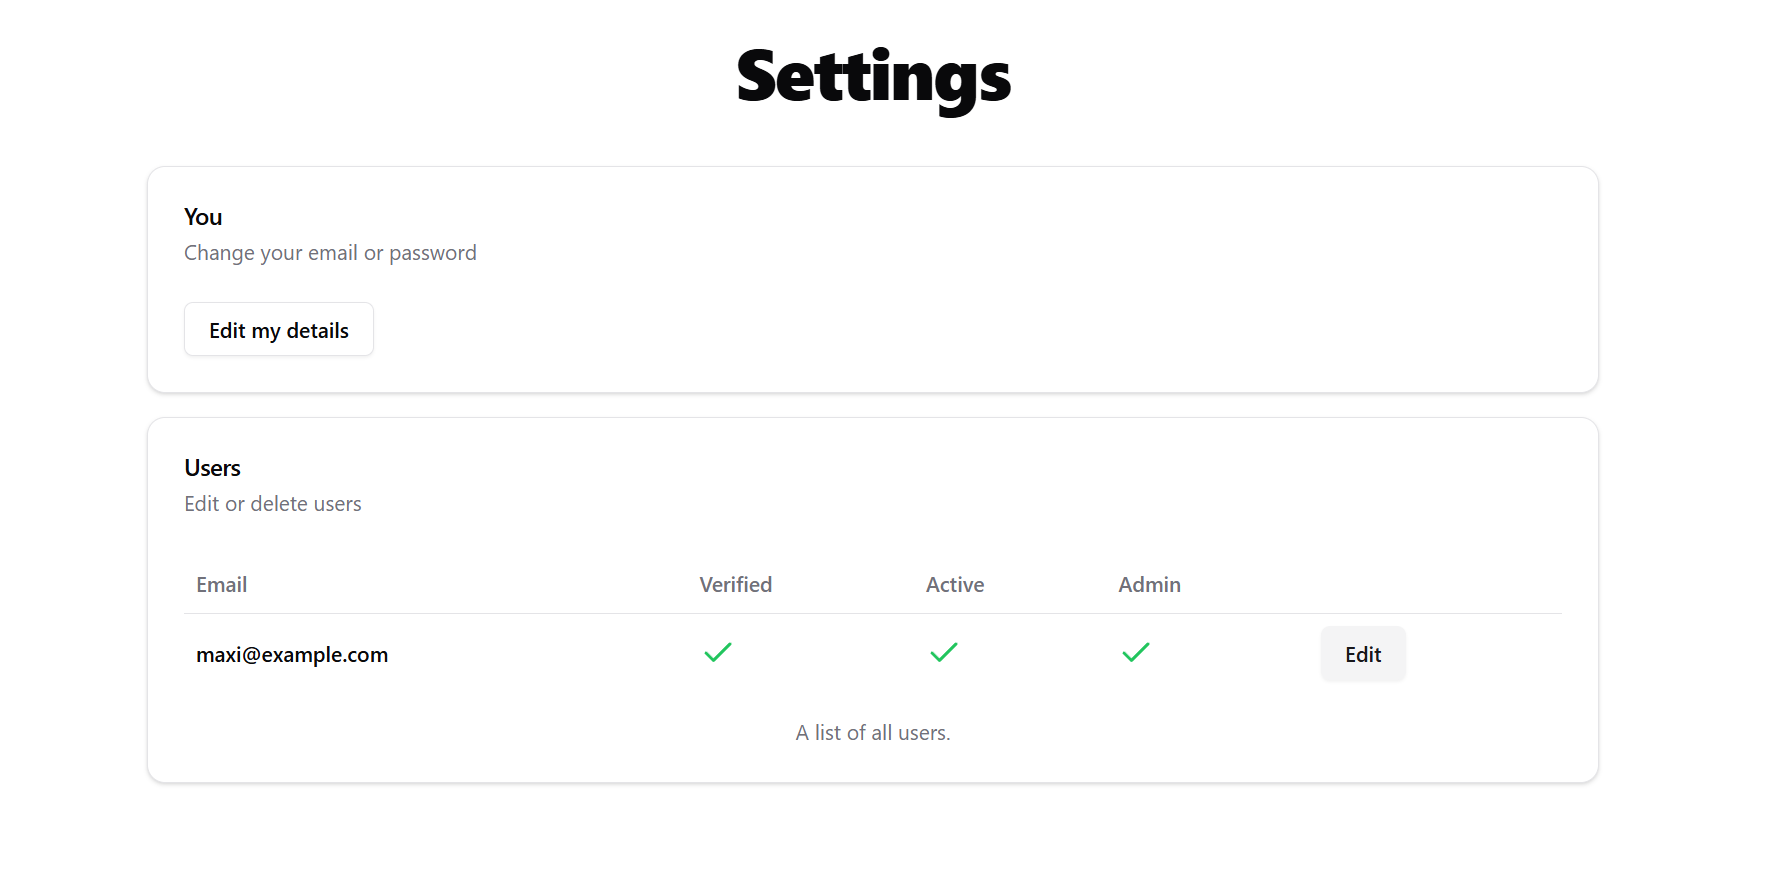 Settings
You
Change your email or password
Edit my details
Users
Edit or delete users
Email Verified Active Admin
maxi@example.com Edit
A list of all users.